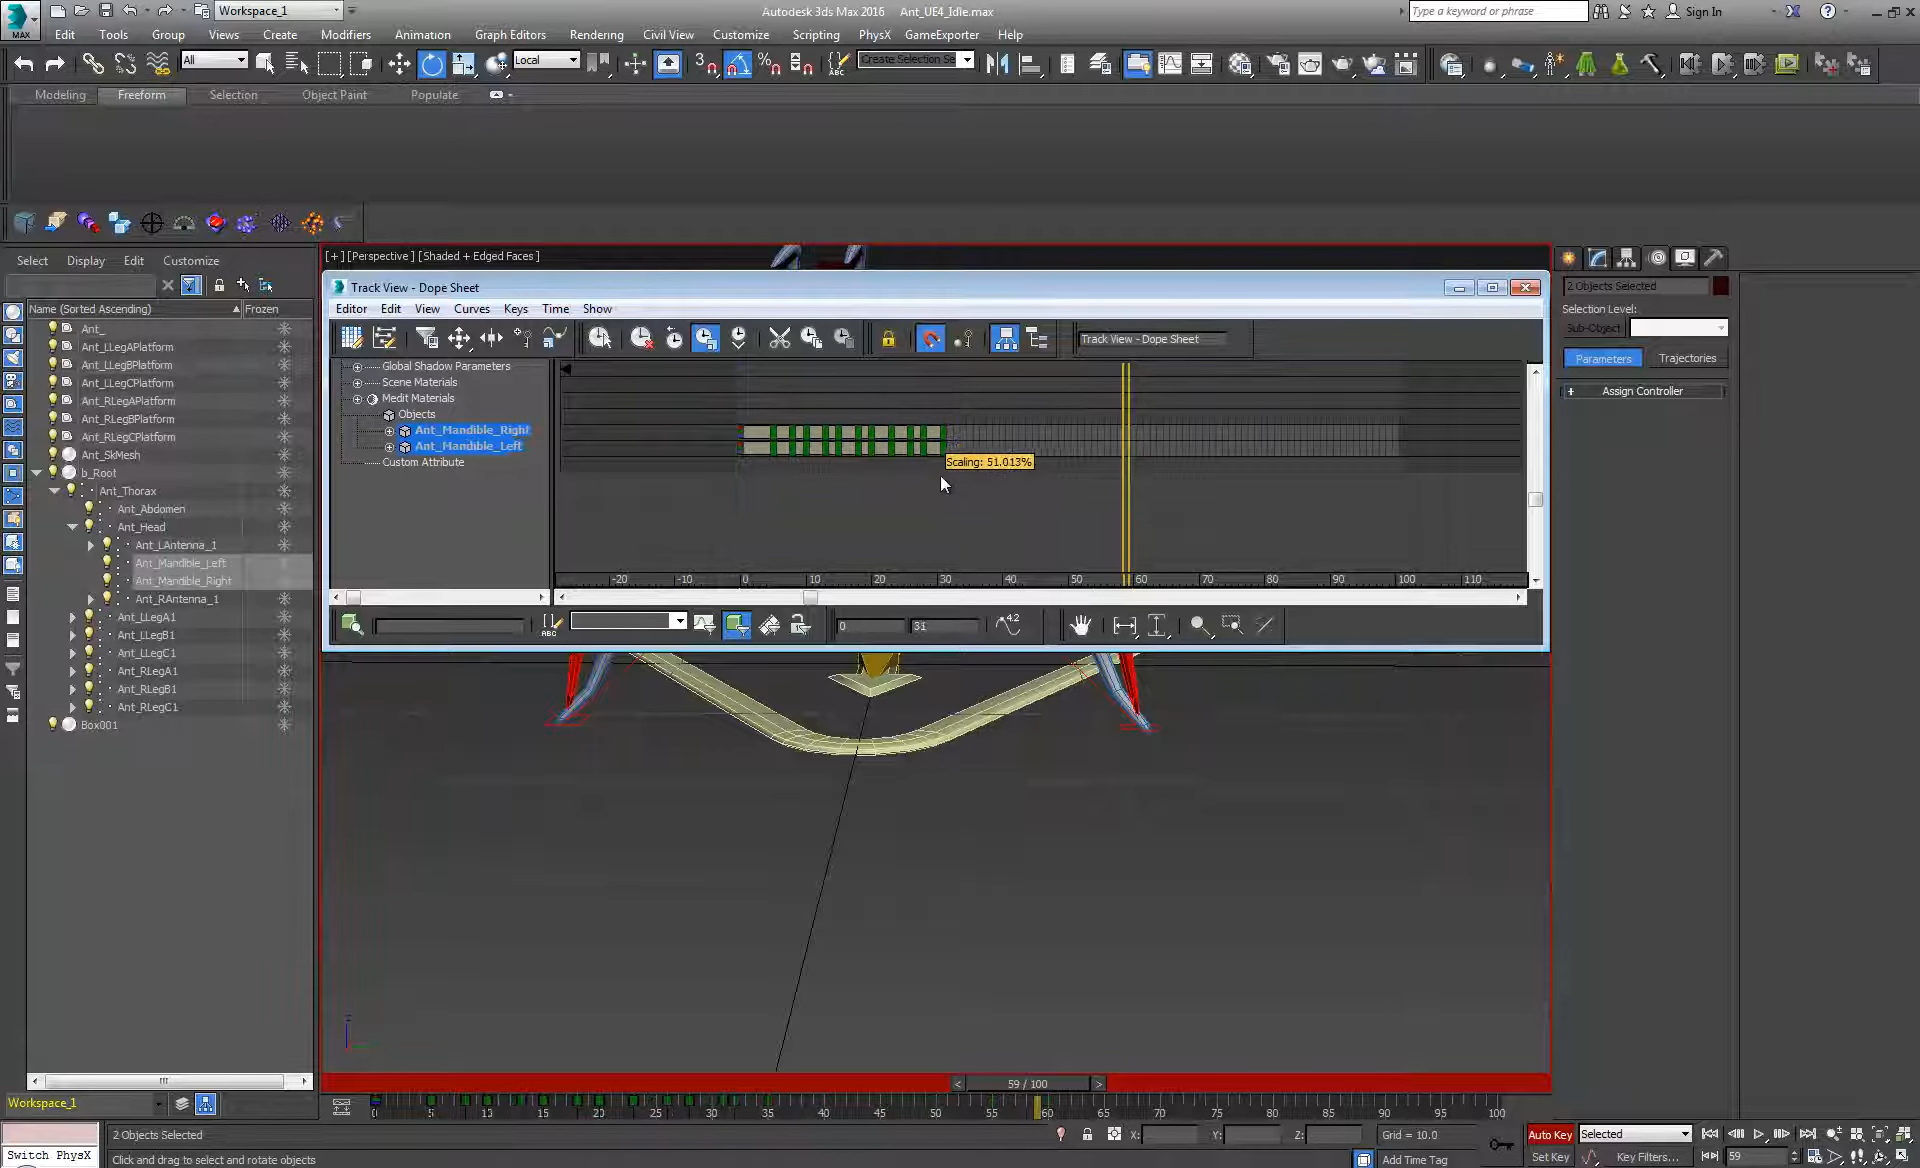 Workspace_1
Autodesk 3ds Max 2016 Ant_UE4_Idle.max
Type a keyword or phrase
Sign In
MAX
Edit Tools Group Views Create Modifiers Animation Graph Editors Rendering Civil View Customize Scripting PhysX GameExporter Help
All
Local
Create Selection Se
Modeling Freeform Selection Object Paint Populate
Select Display Edit Customize
[+] [Perspective] [Shaded + Edged Faces]
Name (Sorted Ascending) Frozen
Ant_
Ant_LLegAPlatform
Ant_LLegBPlatform
Ant_LLegCPlatform
Ant_RLegAPlatform
Ant_RLegBPlatform
Ant_RLegCPlatform
Ant_SkMesh
b_Root
Ant_Thorax
Ant_Abdomen
Ant_Head
Ant_LAntenna_1
Ant_Mandible_Left
Ant_Mandible_Right
Ant_RAntenna_1
Ant_LLegA1
Ant_LLegB1
Ant_LLegC1
Ant_RLegA1
Ant_RLegB1
Ant_RLegC1
Box001
Track View - Dope Sheet
Editor Edit View Curves Keys Time Show
Track View - Dope Sheet
Global Shadow Parameters
Scene Materials
Medit Materials
Objects
Ant_Mandible_Right
Ant_Mandible_Left
Custom Attribute
Scaling: 51.013%
-20 -10 0 10 20 30 40 50 60 70 80 90 100 110
ABC
0 31
4.2
2 Objects Selected
Selection Level:
Sub-Object
Parameters Trajectories
+ Assign Controller
59 / 100
Workspace_1
0 5 10 15 20 25 30 35 40 45 50 55 60 65 70 75 80 85 90 95 100
2 Objects Selected
X: Y: Z: Grid = 10.0
Auto Key Selected
Switch PhysX
Click and drag to select and rotate objects
Add Time Tag
Set Key Key Filters... 59